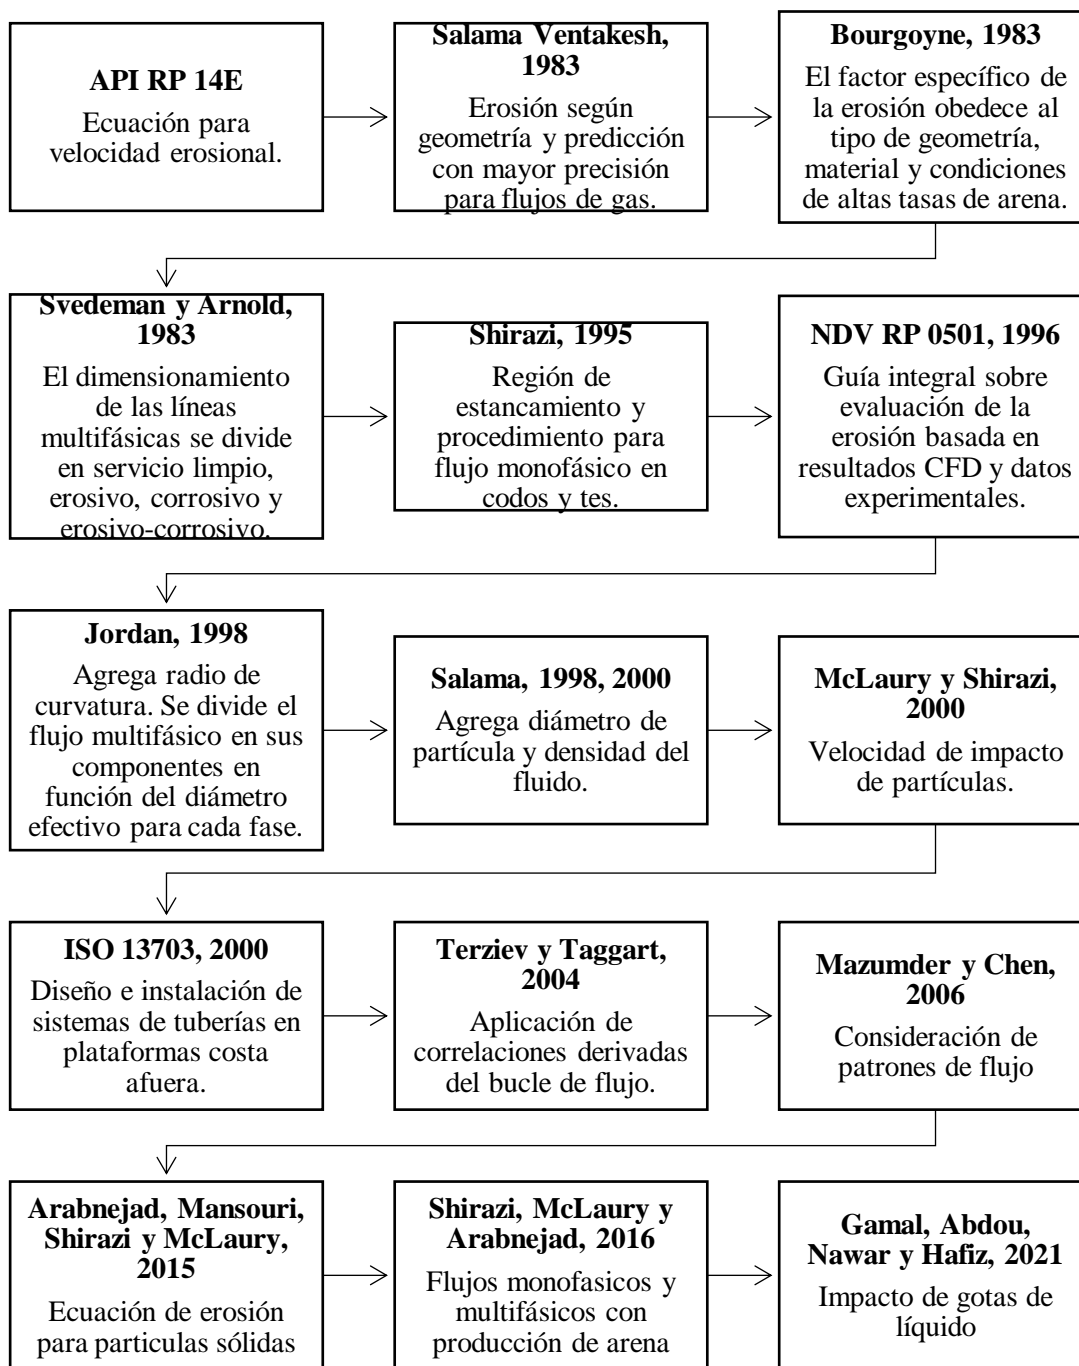 API RP 14E
Ecuación para
velocidad erosional.
Salama Ventakesh,
1983
Erosión según
geometría y predicción
con mayor precisión
para flujos de gas.
Bourgoyne, 1983
El factor específico de
la erosión obedece al
tipo de geometría,
material y condiciones
de altas tasas de arena.
Svedeman y Arnold,
1983
El dimensionamiento
de las líneas
multifásicas se divide
en servicio limpio,
erosivo, corrosivo y
erosivo-corrosivo.
Shirazi, 1995
Región de
estancamiento y
procedimiento para
flujo monofásico en
codos y tes.
NDV RP 0501, 1996
Guía integral sobre
evaluación de la
erosión basada en
resultados CFD y datos
experimentales.
Jordan, 1998
Agrega radio de
curvatura. Se divide el
flujo multifásico en sus
componentes en
función del diámetro
efectivo para cada fase.
Salama, 1998, 2000
Agrega diámetro de
partícula y densidad del
fluido.
McLaury y Shirazi,
2000
Velocidad de impacto
de partículas.
ISO 13703, 2000
Diseño e instalación de
sistemas de tuberías en
plataformas costa
afuera.
Terziev y Taggart,
2004
Aplicación de
correlaciones derivadas
del bucle de flujo.
Mazumder y Chen,
2006
Consideración de
patrones de flujo
Arabnejad, Mansouri,
Shirazi y McLaury,
2015
Ecuación de erosión
para particulas sólidas
Shirazi, McLaury y
Arabnejad, 2016
Flujos monofasicos y
multifásicos con
producción de arena
Gamal, Abdou,
Nawar y Hafiz, 2021
Impacto de gotas de
líquido